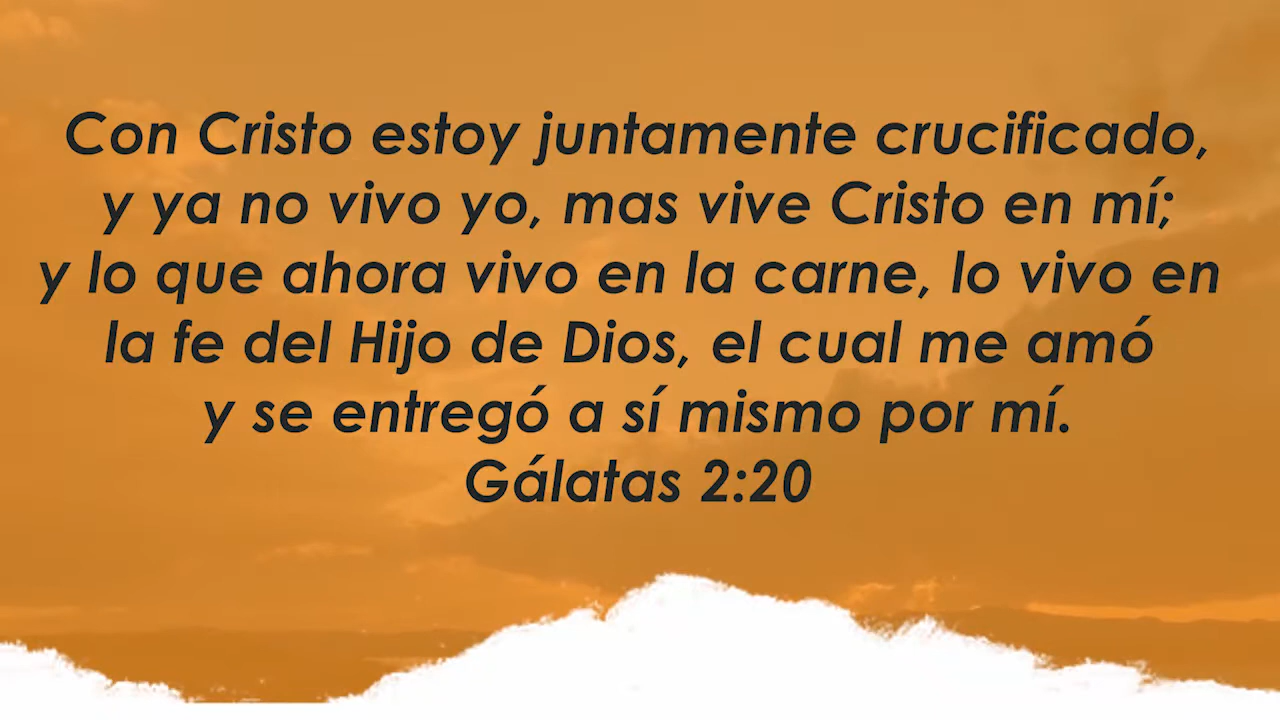 Con Cristo estoy juntamente crucificado,
y ya no vivo yo, mas vive Cristo en mí;
y lo que ahora vivo en la carne, lo vivo en
la fe del Hijo de Dios, el cual me amó
y se entregó a sí mismo por mí.
Gálatas 2:20